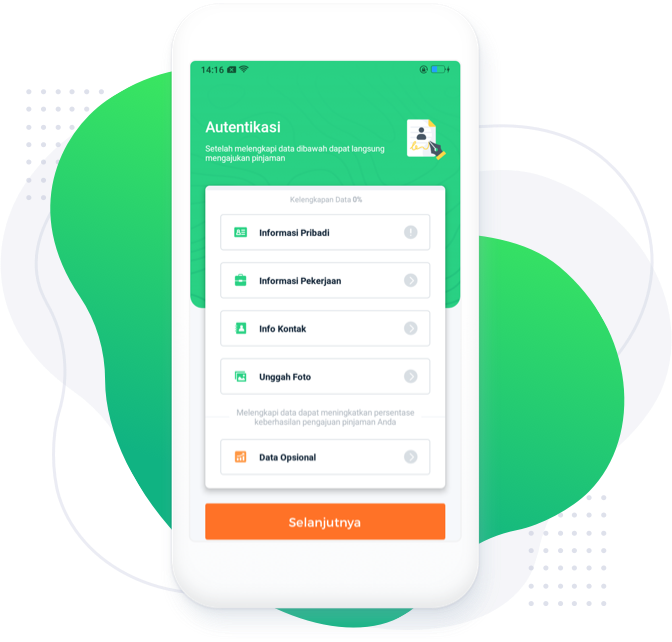 14:16
Autentikasi
Setelah melengkapi data dibawah dapat langsung
mengajukan pinjaman
Kelengkapan Data 0%
Informasi Pribadi
Informasi Pekerjaan
Info Kontak
Unggah Foto
Melengkapi data dapat meningkatkan persentase
keberhasilan pengajuan pinjaman Anda
Data Opsional
Selanjutnya